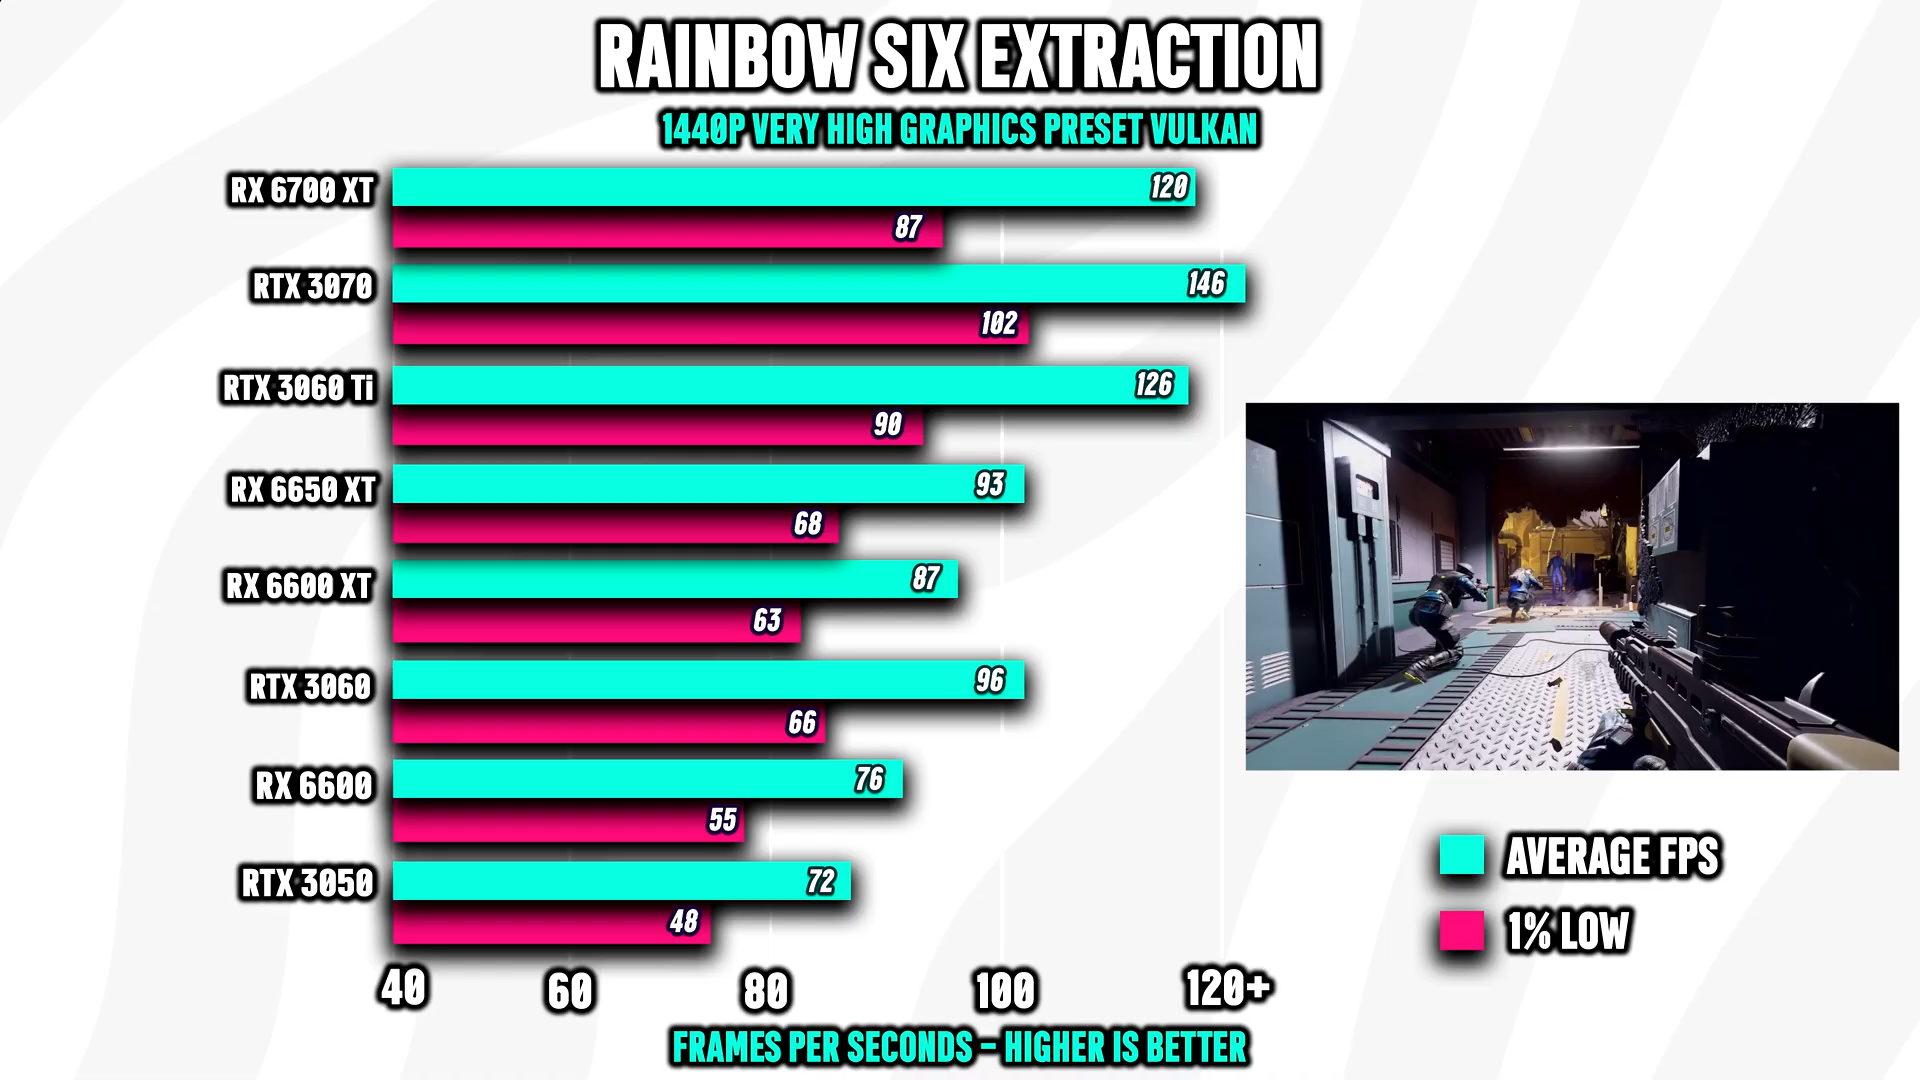 RAINBOW SIX EXTRACTION
1440P VERY HIGH GRAPHICS PRESET VULKAN
RX 6700 XT
120
87
RTX 3070
146
102
RTX 3060 Ti
126
90
RX 6650 XT
93
68
RX 6600 XT
87
63
RTX 3060
96
66
RX 6600
76
55
RTX 3050
72
48
40 60 80 100 120+
FRAMES PER SECONDS - HIGHER IS BETTER
AVERAGE FPS
1% LOW